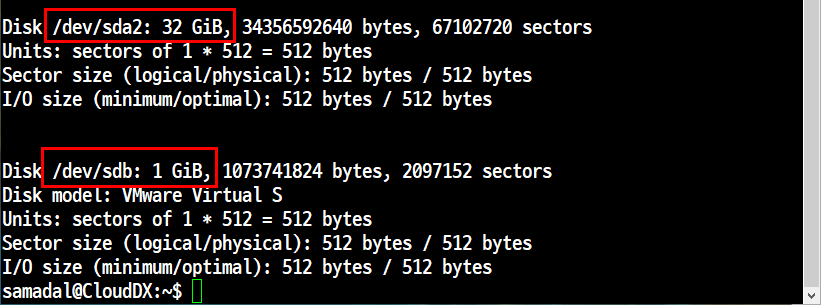 Disk /dev/sda2: 32 GiB, 34356592640 bytes, 67102720 sectors
Units: sectors of 1 * 512 = 512 bytes
Sector size (logical/physical): 512 bytes / 512 bytes
I/O size (minimum/optimal): 512 bytes / 512 bytes
Disk /dev/sdb: 1 GiB, 1073741824 bytes, 2097152 sectors
Disk model: VMware Virtual S
Units: sectors of 1 * 512 = 512 bytes
Sector size (logical/physical): 512 bytes / 512 bytes
I/O size (minimum/optimal): 512 bytes / 512 bytes
samadal@CloudDX:~$